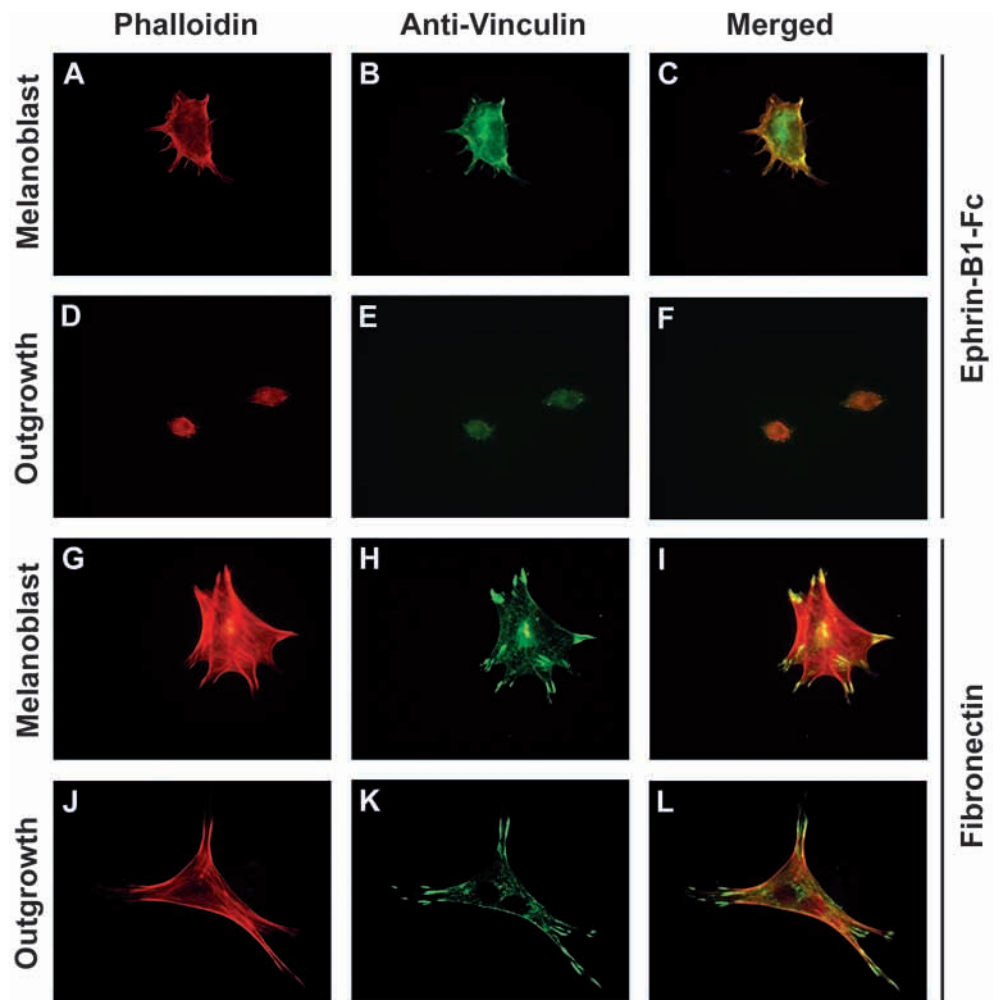 Phalloidin Anti-Vinculin Merged
Melanoblast
A B C
Outgrowth
D E F
Ephrin-B1-Fc
Melanoblast
G H I
Outgrowth
J K L
Fibronectin